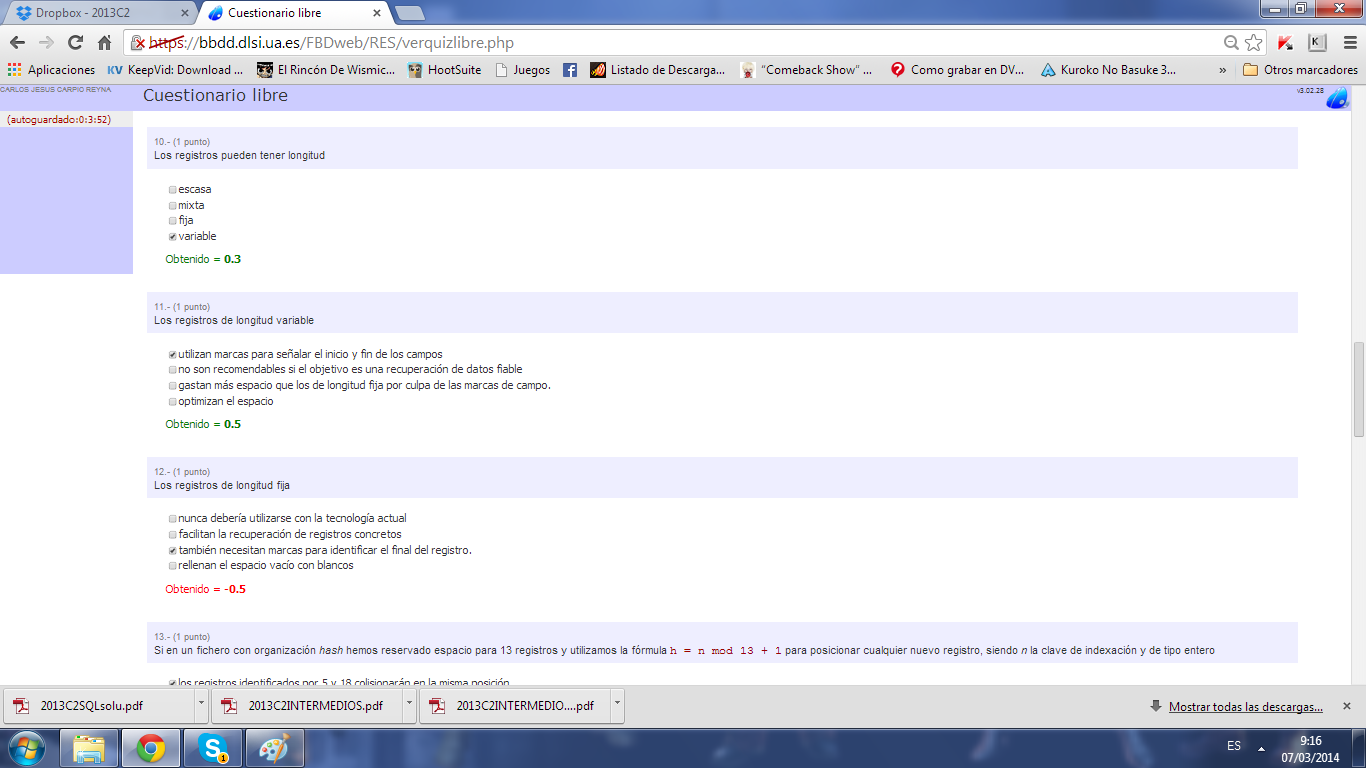 Dropbox - 2013C2
Cuestionario libre
https://bbdd.dlsi.ua.es/FBDweb/RES/verquizlibre.php
Aplicaciones
KV KeepVid: Download ...
El Rincón De Wismic...
HootSuite
Juegos
Listado de Descarga...
“Comeback Show” ...
Como grabar en DV...
Kuroko No Basuke 3...
»
Otros marcadores
CARLOS JESUS CARPIO REYNA
Cuestionario libre
v3.02.28
(autoguardado:0:3:52)
10.- (1 punto)
Los registros pueden tener longitud
escasa
mixta
fija
variable
Obtenido = 0.3
11.- (1 punto)
Los registros de longitud variable
utilizan marcas para señalar el inicio y fin de los campos
no son recomendables si el objetivo es una recuperación de datos fiable
gastan más espacio que los de longitud fija por culpa de las marcas de campo.
optimizan el espacio
Obtenido = 0.5
12.- (1 punto)
Los registros de longitud fija
nunca debería utilizarse con la tecnología actual
facilitan la recuperación de registros concretos
también necesitan marcas para identificar el final del registro.
rellenan el espacio vacío con blancos
Obtenido = -0.5
13.- (1 punto)
Si en un fichero con organización hash hemos reservado espacio para 13 registros y utilizamos la fórmula h = n mod 13 + 1 para posicionar cualquier nuevo registro, siendo n la clave de indexación y de tipo entero
los registros identificados por 5 y 18 colisionarán en la misma posición
2013C2SQLsolu.pdf
2013C2INTERMEDIOS.pdf
2013C2INTERMEDIO....pdf
Mostrar todas las descargas...
ES
9:16
07/03/2014